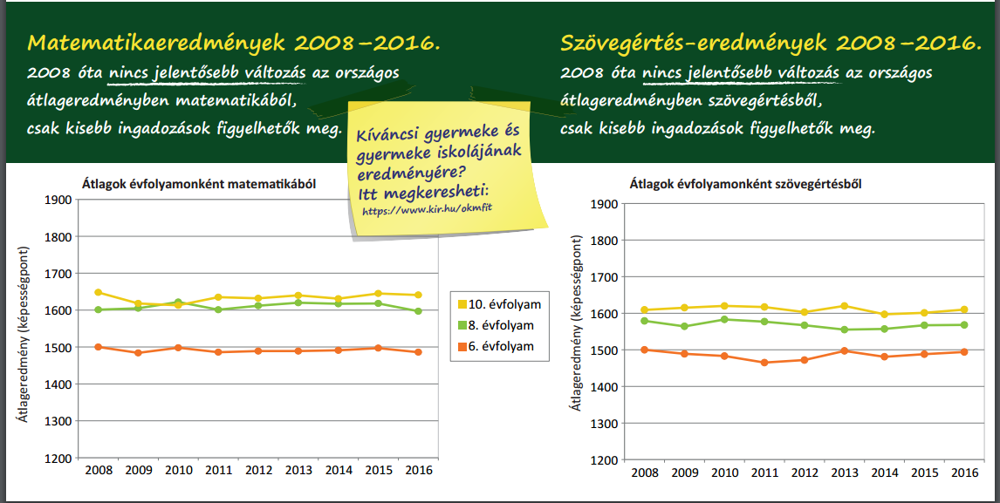 Matematikaeredmények 2008–2016.
2008 óta nincs jelentősebb változás az országos
átlageredményben matematikából,
csak kisebb ingadozások figyelhetők meg.
Szövegértés-eredmények 2008–2016.
2008 óta nincs jelentősebb változás az országos
átlageredményben szövegértésből,
csak kisebb ingadozások figyelhetők meg.
Kíváncsi gyermeke és
gyermeke iskolájának
eredményére?
Itt megkeresheti:
https://www.kir.hu/okmfit
Átlagok évfolyamonként matematikából
Átlageredmény (képességpont)
1900
1800
1700
1600
1500
1400
1300
1200
2008 2009 2010 2011 2012 2013 2014 2015 2016
10. évfolyam
8. évfolyam
6. évfolyam
Átlagok évfolyamonként szövegértésből
Átlageredmény (képességpont)
1900
1800
1700
1600
1500
1400
1300
1200
2008 2009 2010 2011 2012 2013 2014 2015 2016